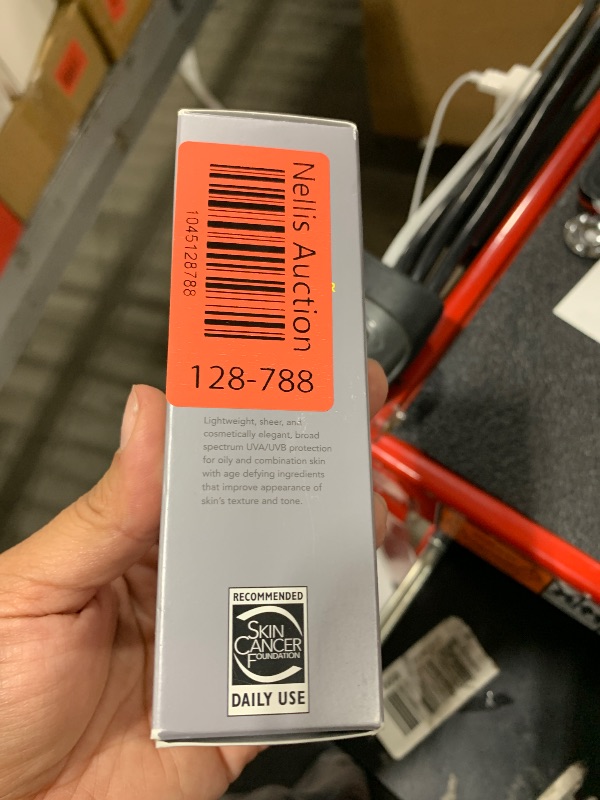 Nellis Auction
1045128788
128-788
Lightweight, sheer, and
cosmetically elegant, broad
spectrum UVA/UVB protection
for oily and combination skin
with age defying ingredients
that improve appearance of
skin's texture and tone.
RECOMMENDED
SKIN
CANCER
FOUNDATION
DAILY USE